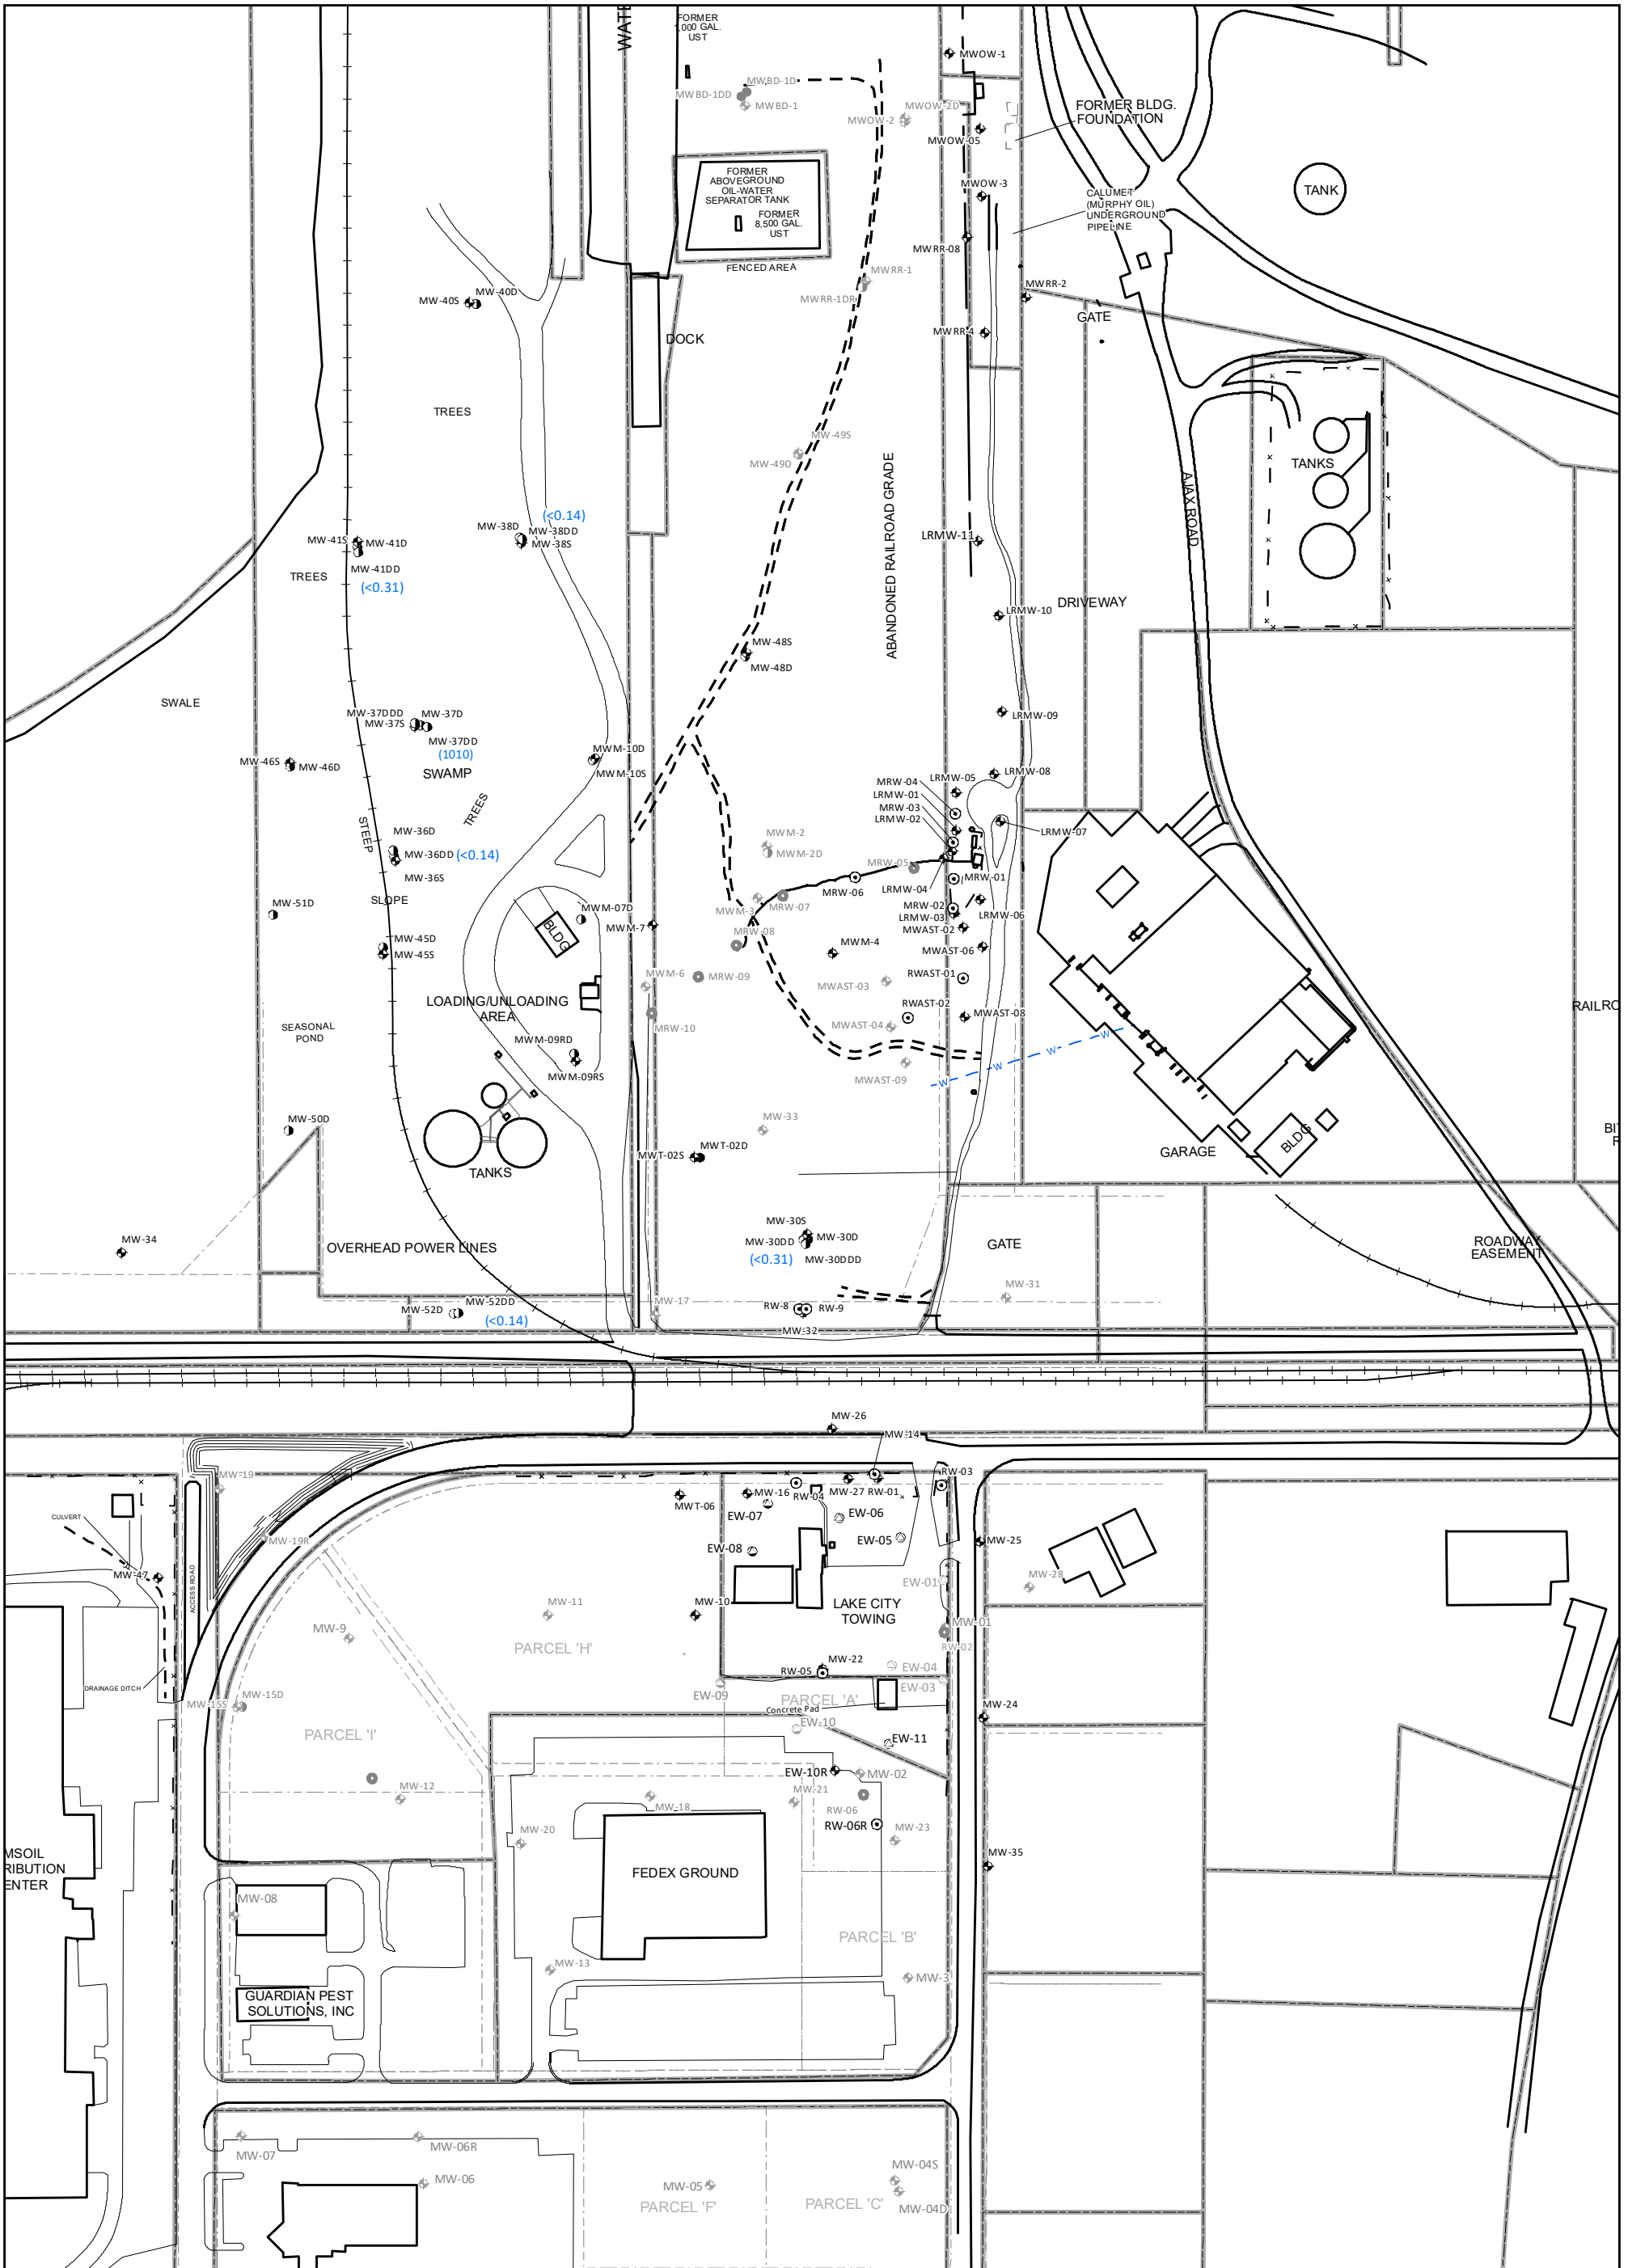 WATE
FORMER
1,000 GAL.
UST
MWOW-1
MWBD-1D
MWBD-1DD
MWBD-1
MWOW-2D
MWOW-2
MWOW-05
FORMER BLDG.
FOUNDATION
FORMER
ABOVEGROUND
OIL-WATER
SEPARATOR TANK
FORMER
8,500 GAL.
UST
FENCED AREA
MWOW-3
CALUMET
(MURPHY OIL)
UNDERGROUND
PIPELINE
TANK
MWRR-08
MWRR-1
MWRR-1DR
MWRR-2
GATE
MW-40S
MW-40D
MWRR-4
DOCK
TREES
MW-49S
MW-49D
ABANDONED RAILROAD GRADE
AJAX ROAD
TANKS
(<0.14)
MW-38D
MW-38DD
MW-38S
MW-41S
MW-41D
MW-41DD
(<0.31)
TREES
LRMW-11
LRMW-10
DRIVEWAY
MW-48S
MW-48D
SWALE
MW-37DDD
MW-37D
MW-37S
MW-37DD
(1010)
SWAMP
LRMW-09
MW-46S
MW-46D
MWM-10D
MWM-10S
TREES
STEEP
SLOPE
MRW-04
LRMW-05
LRMW-08
LRMW-01
MRW-03
LRMW-02
LRMW-07
MW-36D
MW-36DD
(<0.14)
MW-36S
MWM-2
MWM-2D
MRW-05
MRW-06
LRMW-04
MRW-01
MW-51D
MWM-07D
BLDG
MWM-7
MWM-3
MRW-07
MRW-08
MRW-02
LRMW-03
LRMW-06
MWAST-02
MW-45D
MW-45S
MWM-4
MWAST-06
MWM-6
MRW-09
MWAST-03
RWAST-01
LOADING/UNLOADING
AREA
MRW-10
RWAST-02
MWAST-04
MWAST-08
RAILRO
SEASONAL
POND
MWM-09RD
MWM-09RS
MWAST-09
W
W
W
W
MW-50D
MW-33
MWT-02S
MWT-02D
TANKS
GARAGE
BLDG
BI
R
MW-34
OVERHEAD POWER LINES
MW-30S
MW-30D
MW-30DD
(<0.31)
MW-30DDD
GATE
ROADWAY
EASEMENT
MW-31
MW-52D
MW-52DD
(<0.14)
MW-17
RW-8
RW-9
MW-32
MW-26
MW-14
MW-19
MWT-06
MW-16
RW-04
MW-27
RW-01
RW-03
EW-07
EW-06
EW-05
EW-08
CULVERT
MW-19R
MW-25
MW-47
ACCESS ROAD
EW-01
MW-28
MW-11
MW-10
LAKE CITY
TOWING
MW-9
PARCEL 'H'
MW-01
RW-02
RW-05
MW-22
EW-04
EW-03
DRAINAGE DITCH
MW-15S
MW-15D
EW-09
PARCEL 'A'
Concrete Pad
MW-24
PARCEL 'I'
EW-10
EW-11
EW-10R
MW-02
MW-12
MW-18
MW-21
RW-06
RW-06R
MW-20
MW-23
MSOIL
RIBUTION
ENTER
FEDEX GROUND
MW-35
MW-08
PARCEL 'B'
MW-13
MW-3
GUARDIAN PEST
SOLUTIONS, INC
MW-07
MW-06R
MW-06
MW-05
MW-04S
PARCEL 'F'
PARCEL 'C'
MW-04D